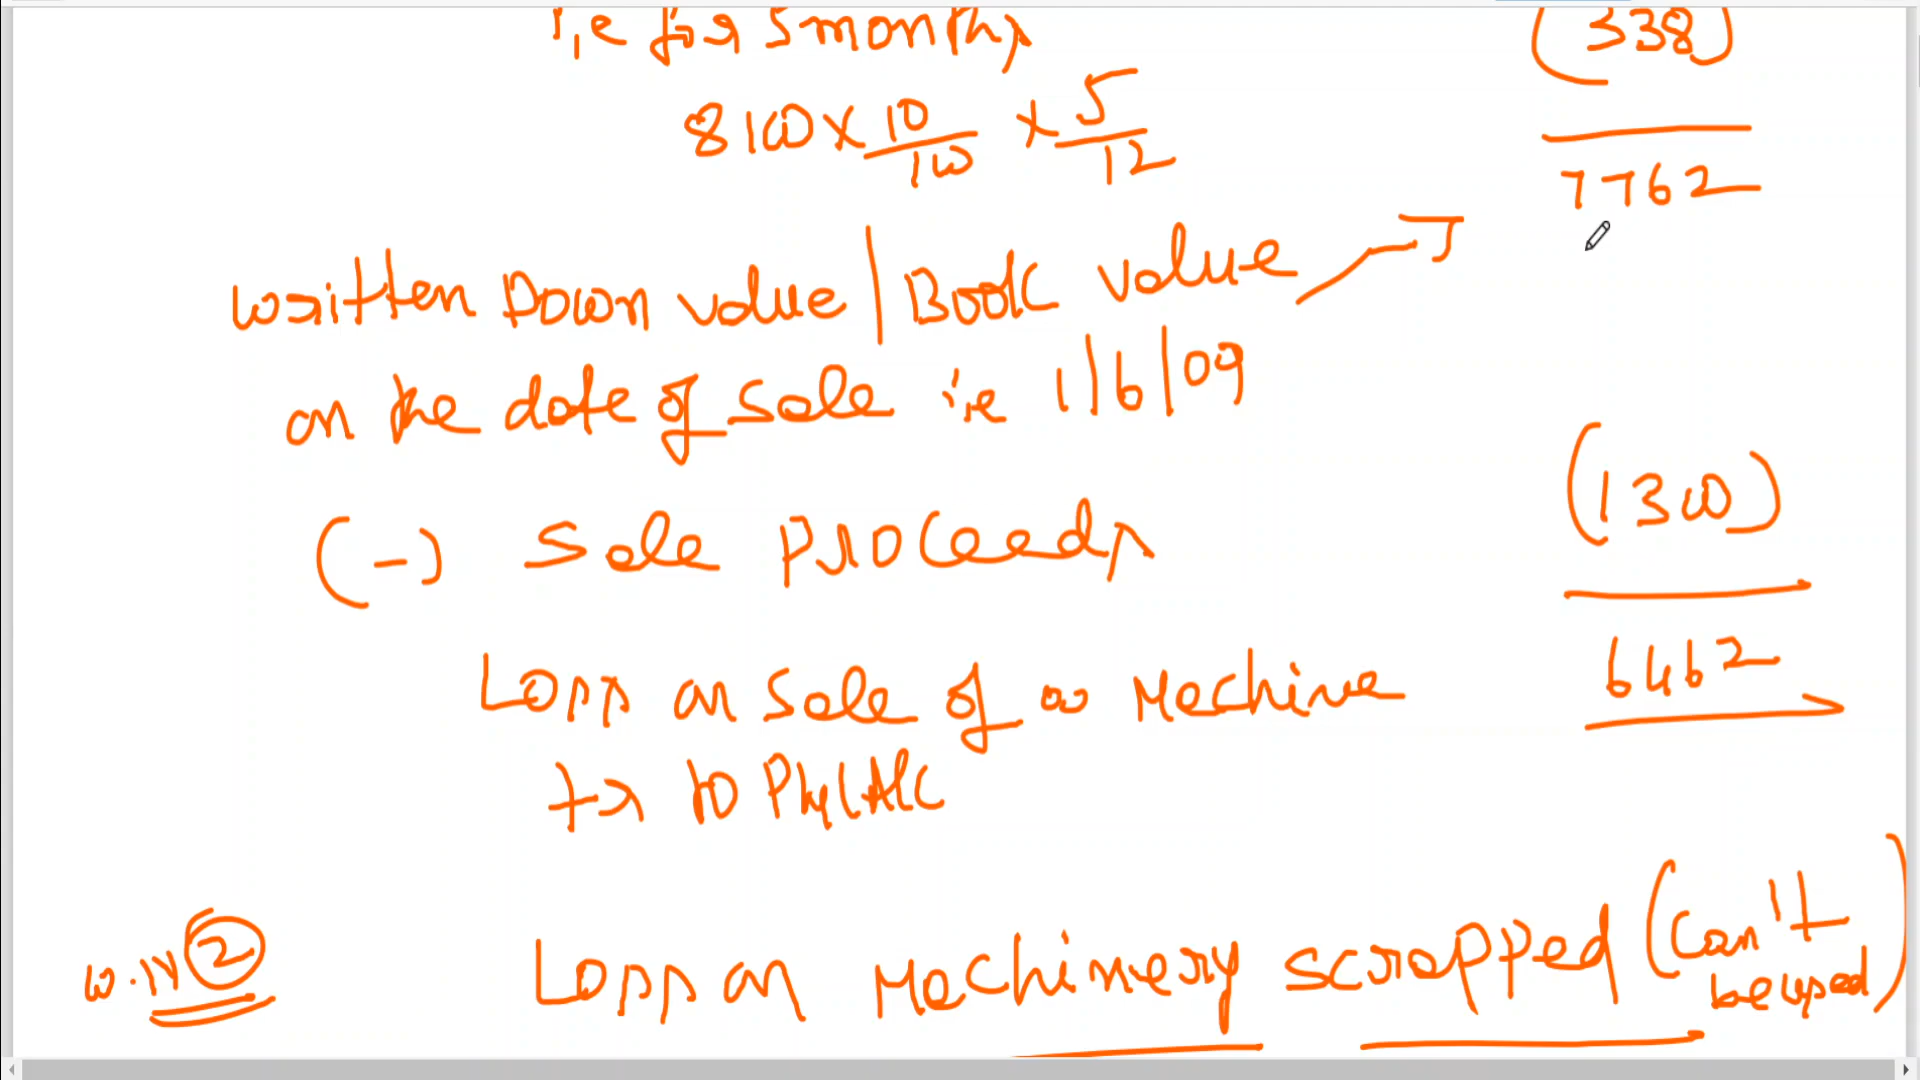 i,e for 5 months
(338)
8100 × 10/100 × 5/12
7762
written Down value | Book value
on the date of sale i.e 1/6/09
(-) Sale Proceeds
(1300)
Loss on Sale of Machine
6462
to P&L A/c
W.N 2
Loss on Machinery scrapped (can't be used)